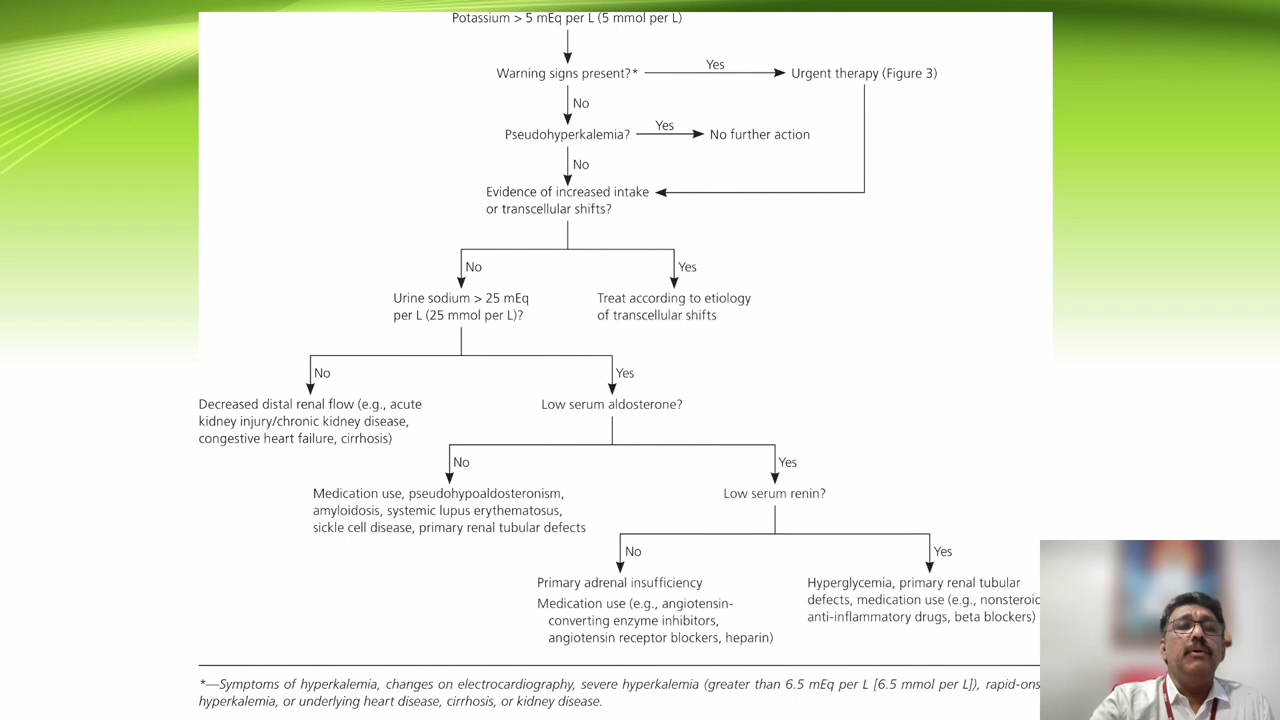 Potassium > 5 mEq per L (5 mmol per L)
Warning signs present?*
Yes
Urgent therapy (Figure 3)
No
Pseudohyperkalemia?
Yes
No further action
No
Evidence of increased intake
or transcellular shifts?
No
Yes
Urine sodium > 25 mEq
per L (25 mmol per L)?
Treat according to etiology
of transcellular shifts
No
Yes
Decreased distal renal flow (e.g., acute
kidney injury/chronic kidney disease,
congestive heart failure, cirrhosis)
Low serum aldosterone?
No
Yes
Medication use, pseudohypoaldosteronism,
amyloidosis, systemic lupus erythematosus,
sickle cell disease, primary renal tubular defects
Low serum renin?
No
Yes
Primary adrenal insufficiency
Medication use (e.g., angiotensin-
converting enzyme inhibitors,
angiotensin receptor blockers, heparin)
Hyperglycemia, primary renal tubular
defects, medication use (e.g., nonsteroid
anti-inflammatory drugs, beta blockers)
*—Symptoms of hyperkalemia, changes on electrocardiography, severe hyperkalemia (greater than 6.5 mEq per L [6.5 mmol per L]), rapid-ons
hyperkalemia, or underlying heart disease, cirrhosis, or kidney disease.